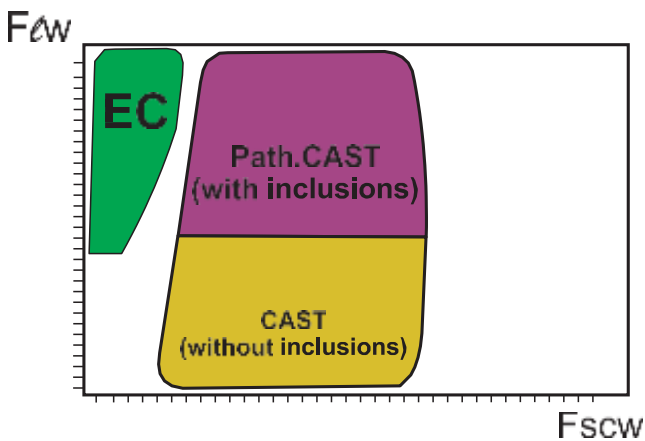 Fℓw
EC
Path.CAST
(with inclusions)
CAST
(without inclusions)
Fscw